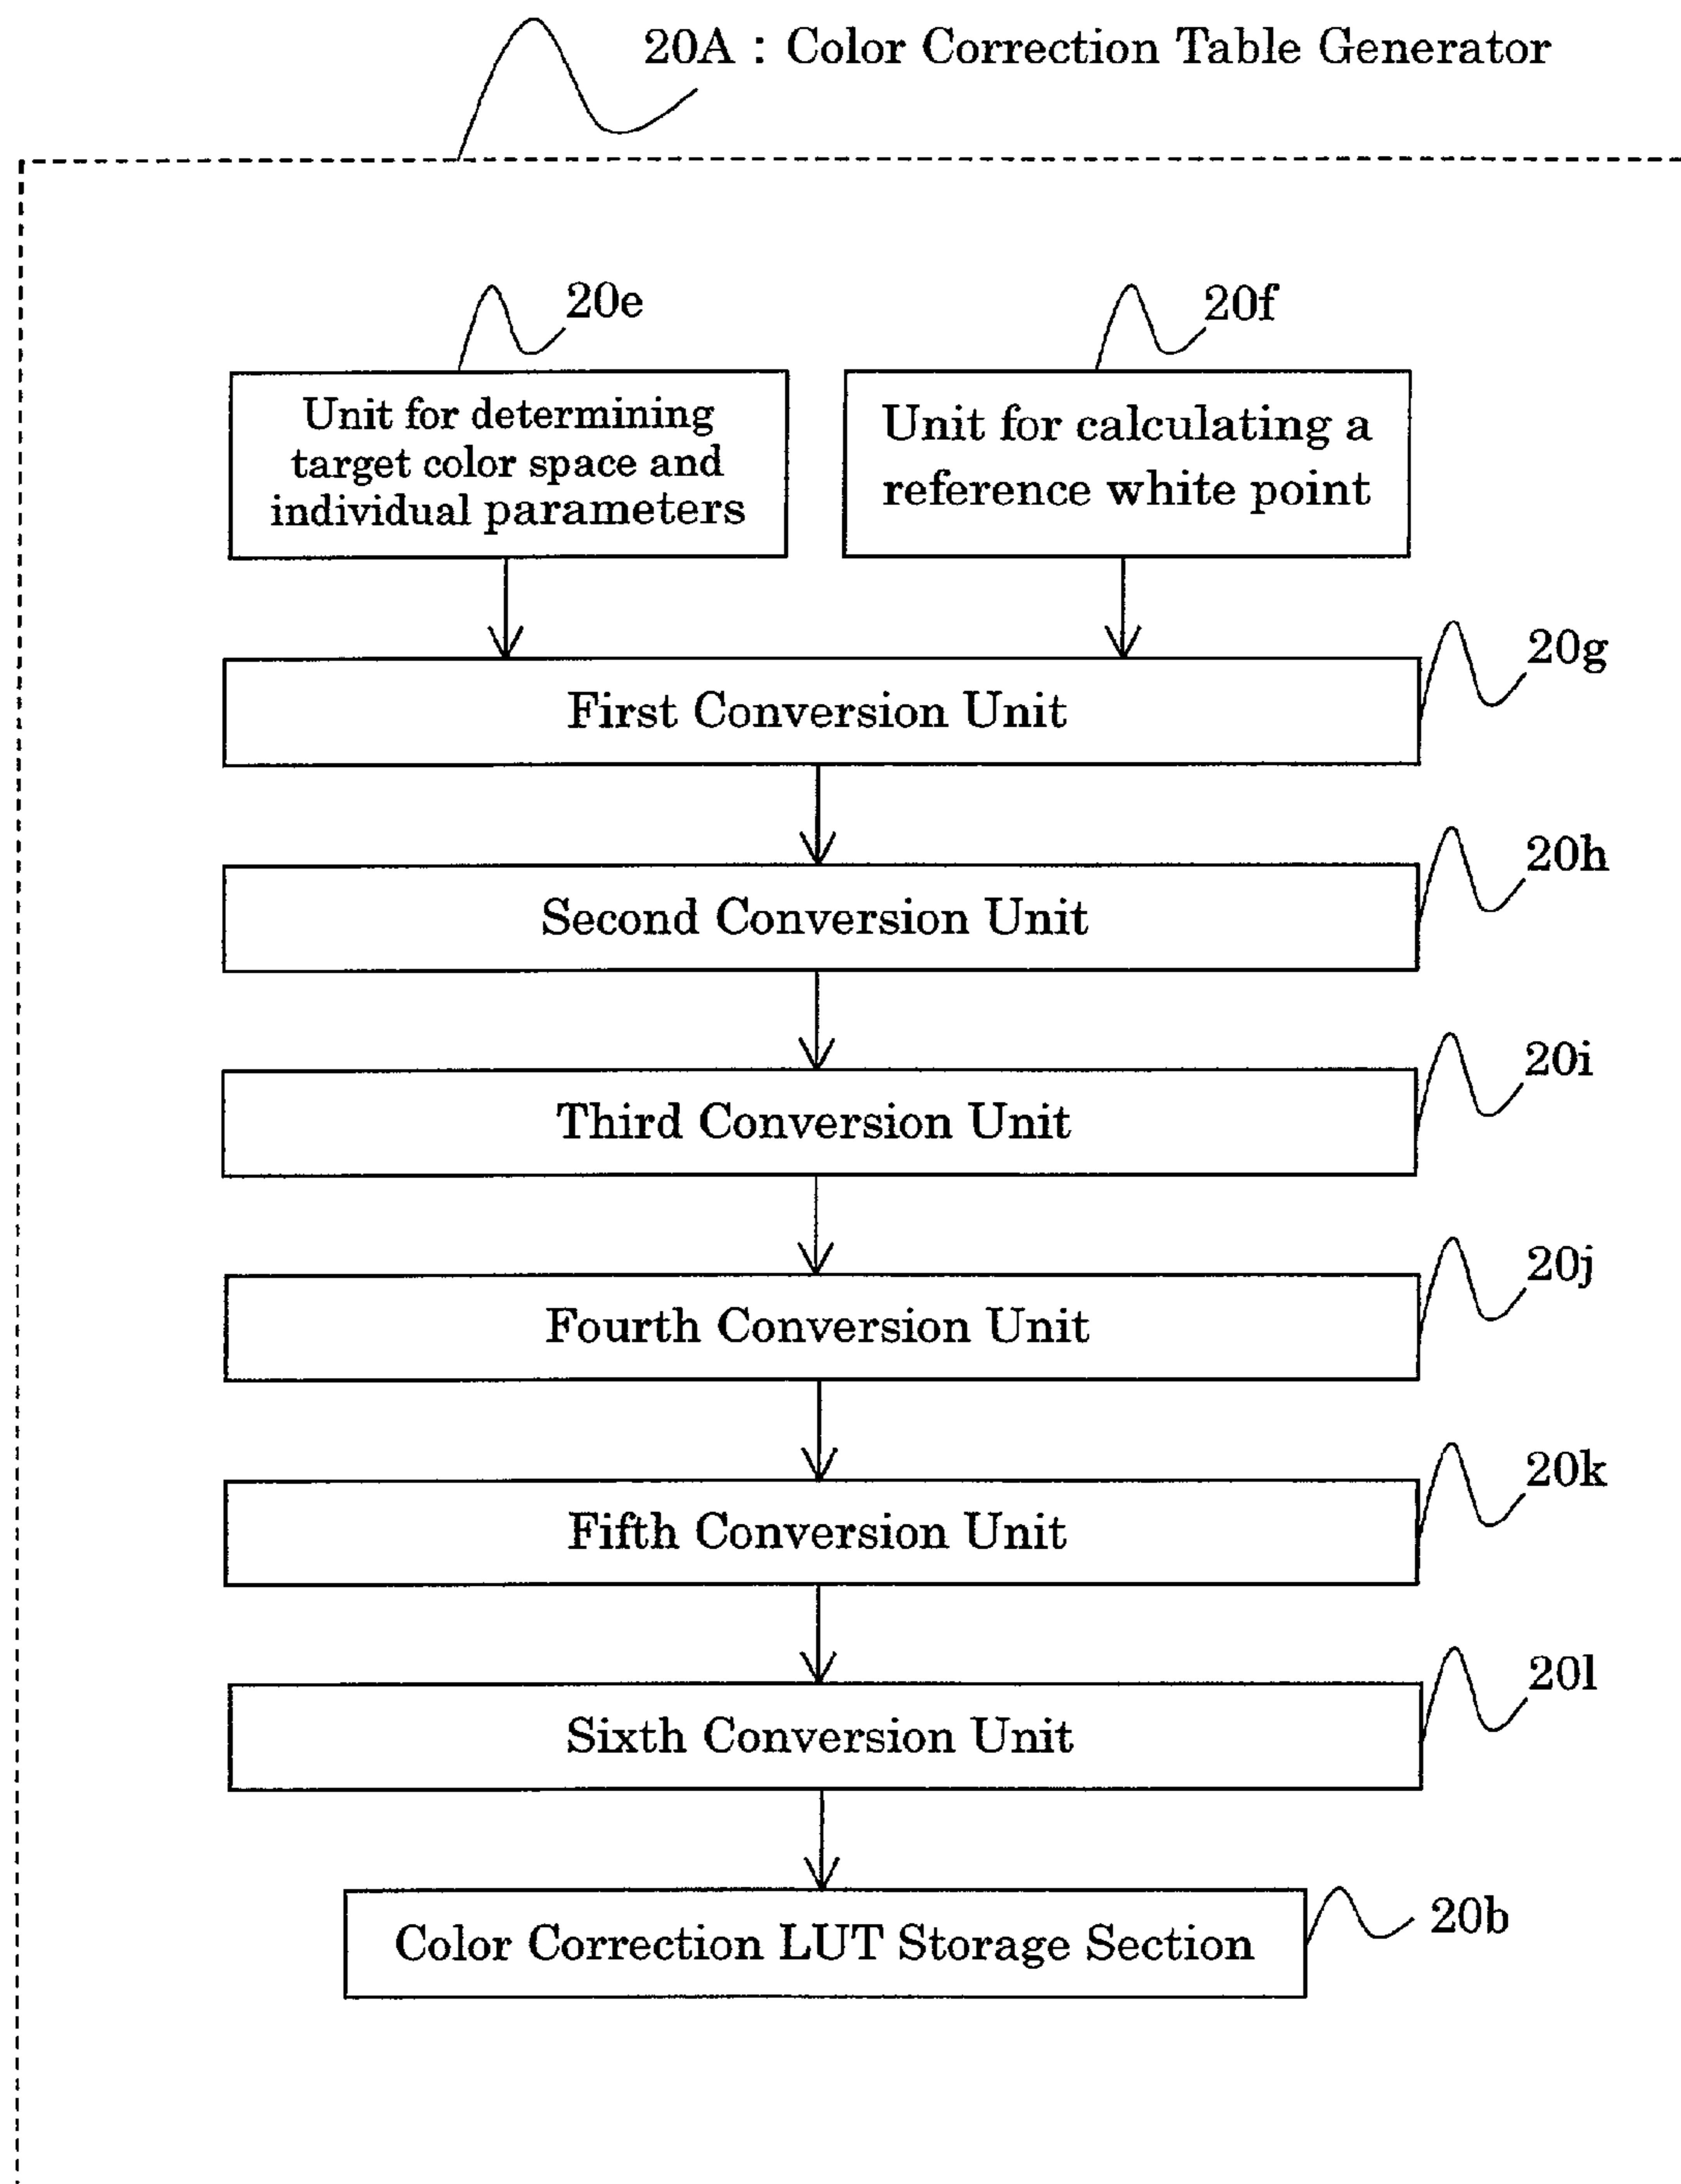 20A : Color Correction Table Generator
20e
20f
Unit for determining
target color space and
individual parameters
Unit for calculating a
reference white point
20g
First Conversion Unit
20h
Second Conversion Unit
20i
Third Conversion Unit
20j
Fourth Conversion Unit
20k
Fifth Conversion Unit
20l
Sixth Conversion Unit
20b
Color Correction LUT Storage Section